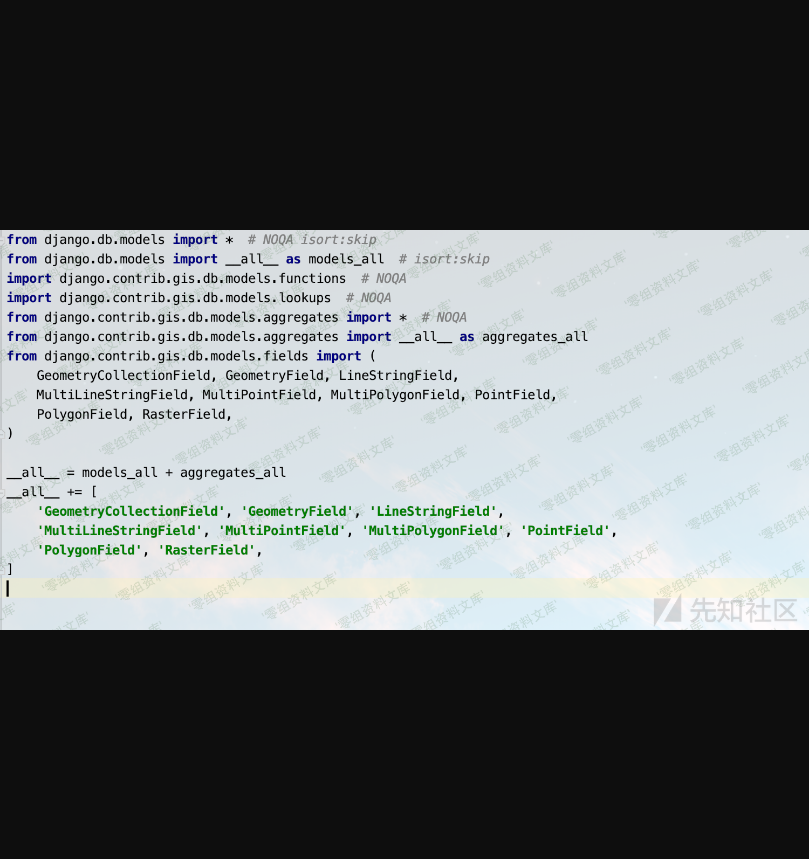 from django.db.models import *  # NOQA isort:skip
from django.db.models import __all__ as models_all  # isort:skip
import django.contrib.gis.db.models.functions  # NOQA
import django.contrib.gis.db.models.lookups  # NOQA
from django.contrib.gis.db.models.aggregates import *  # NOQA
from django.contrib.gis.db.models.aggregates import __all__ as aggregates_all
from django.contrib.gis.db.models.fields import (
    GeometryCollectionField, GeometryField, LineStringField,
    MultiLineStringField, MultiPointField, MultiPolygonField, PointField,
    PolygonField, RasterField,
)
__all__ = models_all + aggregates_all
__all__ += [
    'GeometryCollectionField', 'GeometryField', 'LineStringField',
    'MultiLineStringField', 'MultiPointField', 'MultiPolygonField', 'PointField',
    'PolygonField', 'RasterField',
]
零组资料文库
先知社区